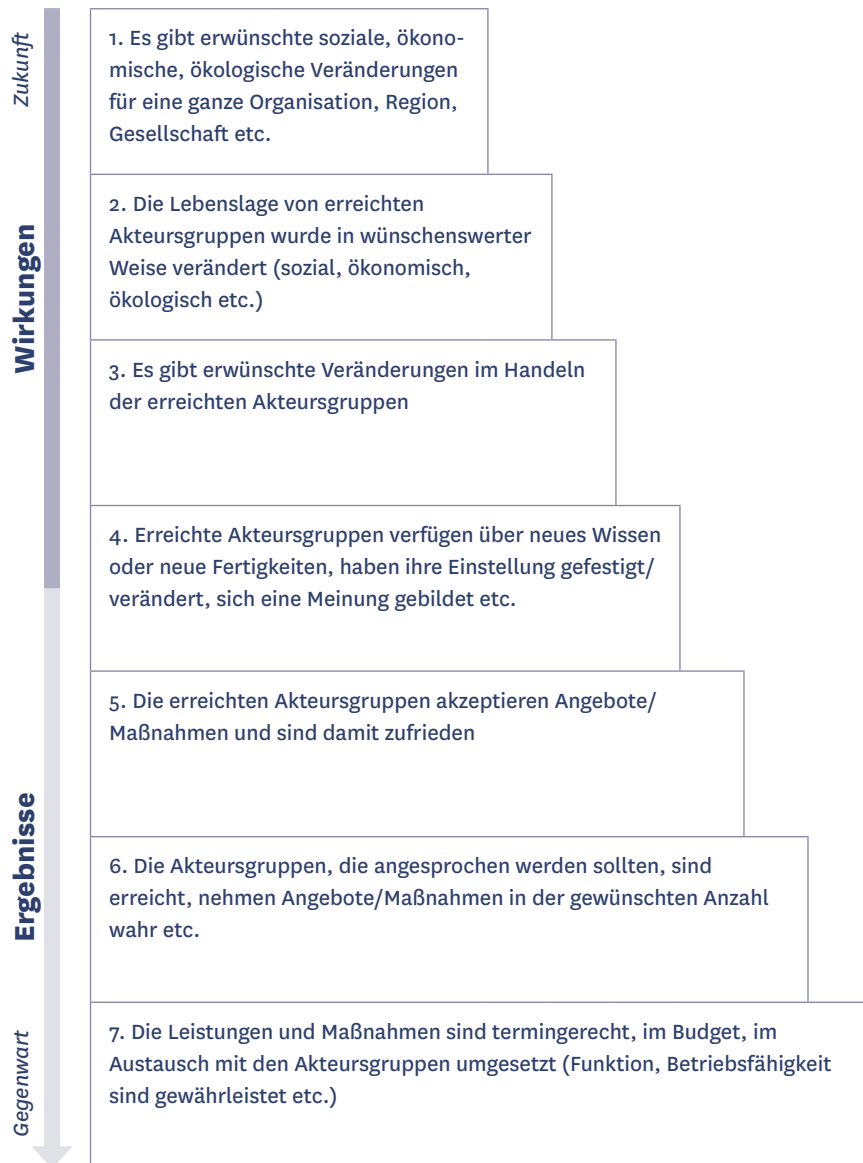 Zukunft
1. Es gibt erwünschte soziale, ökono-
mische, ökologische Veränderungen
für eine ganze Organisation, Region,
Gesellschaft etc.
Wirkungen
2. Die Lebenslage von erreichten
Akteursgruppen wurde in wünschenswerter
Weise verändert (sozial, ökonomisch,
ökologisch etc.)
3. Es gibt erwünschte Veränderungen im Handeln
der erreichten Akteursgruppen
4. Erreichte Akteursgruppen verfügen über neues Wissen
oder neue Fertigkeiten, haben ihre Einstellung gefestigt/
verändert, sich eine Meinung gebildet etc.
5. Die erreichten Akteursgruppen akzeptieren Angebote/
Maßnahmen und sind damit zufrieden
Ergebnisse
6. Die Akteursgruppen, die angesprochen werden sollten, sind
erreicht, nehmen Angebote/Maßnahmen in der gewünschten Anzahl
wahr etc.
Gegenwart
7. Die Leistungen und Maßnahmen sind termingerecht, im Budget, im
Austausch mit den Akteursgruppen umgesetzt (Funktion, Betriebsfähigkeit
sind gewährleistet etc.)